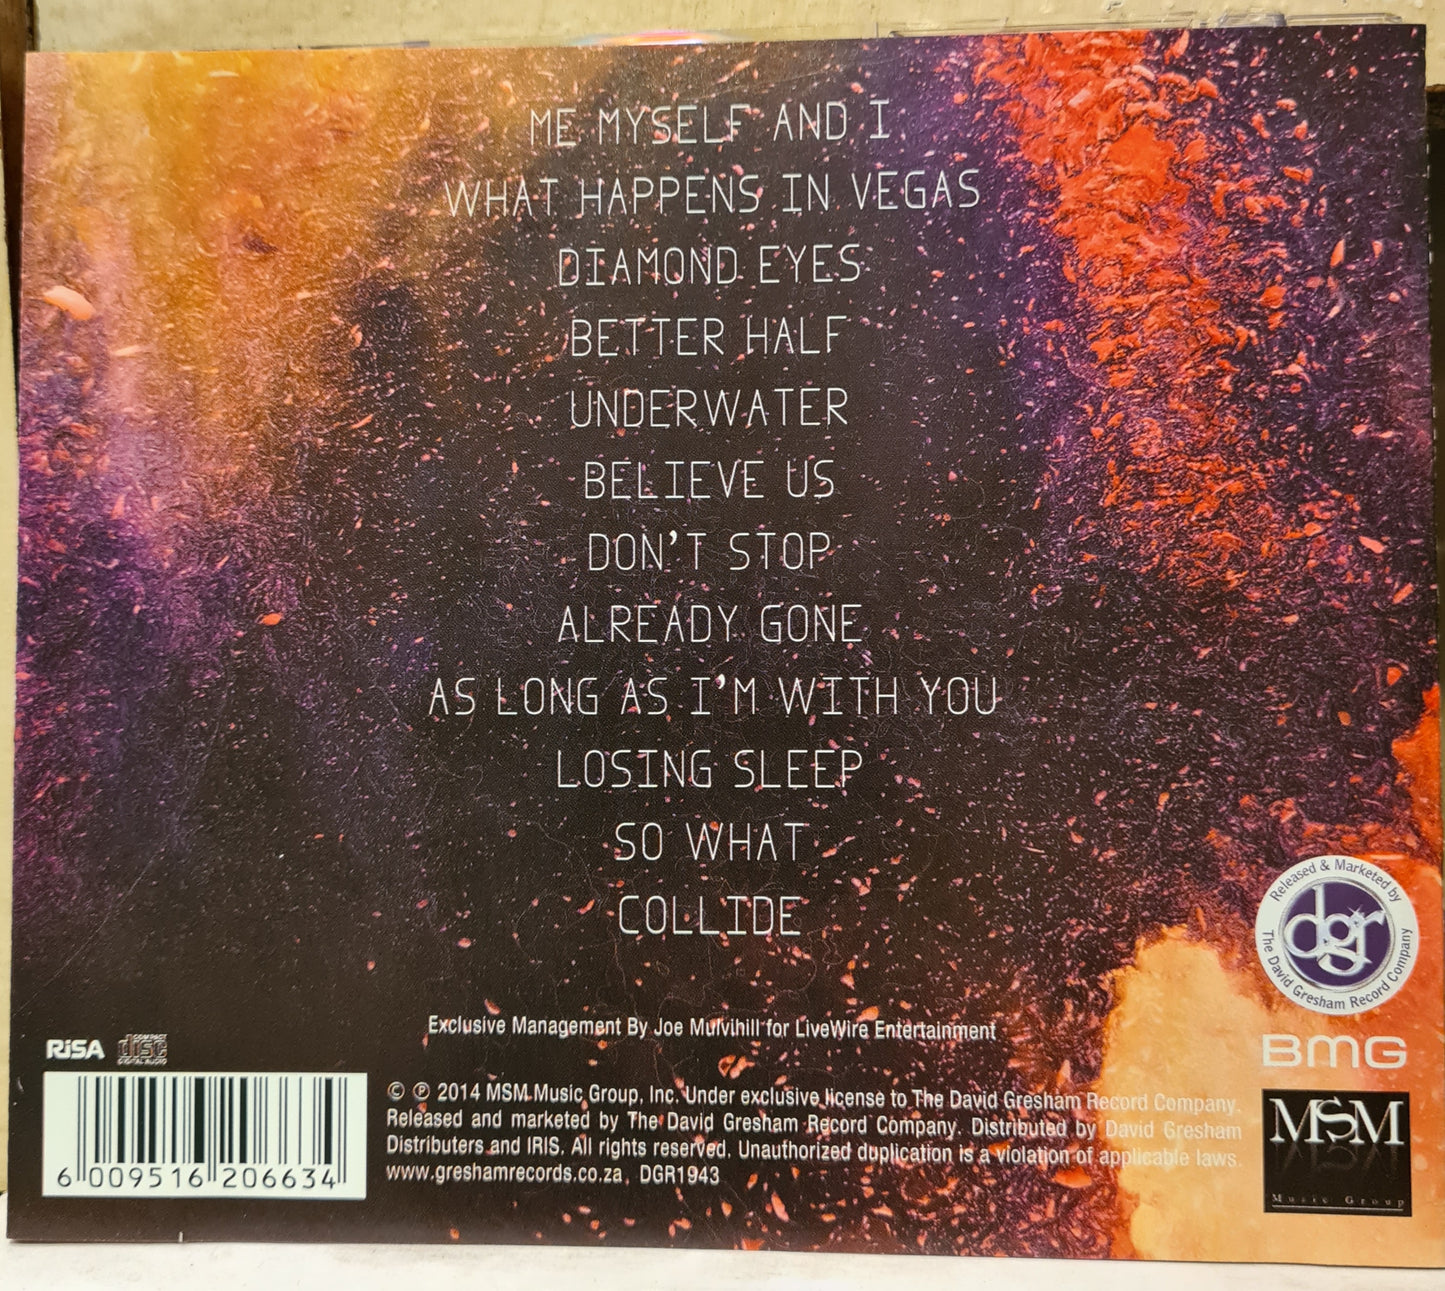 ME MYSELF AND I
WHAT HAPPENS IN VEGAS
DIAMOND EYES
BETTER HALF
UNDERWATER
BELIEVE US
DON'T STOP
ALREADY GONE
AS LONG AS I'M WITH YOU
LOSING SLEEP
SO WHAT
COLLIDE
Released & Marketed by
dgr
The David Gresham Record Company
Exclusive Management By Joe Mulvihill for LiveWire Entertainment
RiSA
COMPACT
disc
DIGITAL AUDIO
BMG
© ℗ 2014 MSM Music Group, Inc. Under exclusive license to The David Gresham Record Company.
Released and marketed by The David Gresham Record Company. Distributed by David Gresham
Distributers and IRIS. All rights reserved. Unauthorized duplication is a violation of applicable laws.
www.greshamrecords.co.za DGR1943
6 009516 206634
MSM
Music Group